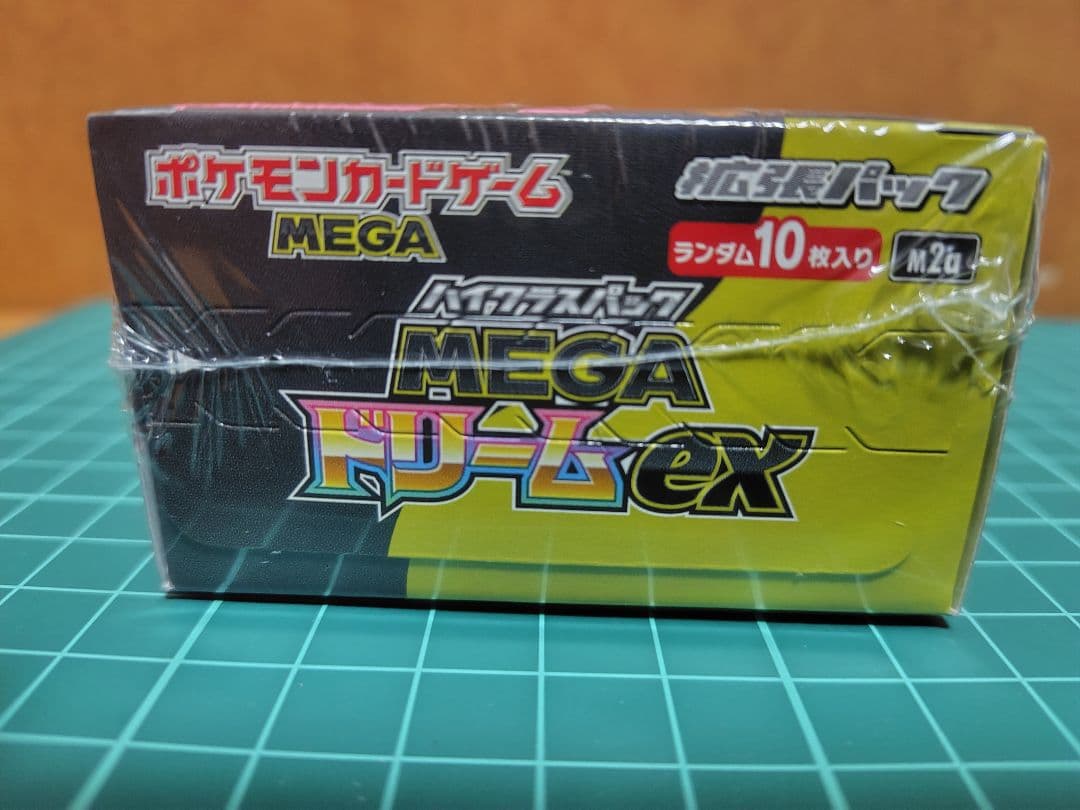 ポケモンカードゲーム
MEGA
拡張パック
ランダム10枚入り
M2a
ハイクラスパック
MEGA
ドリームex